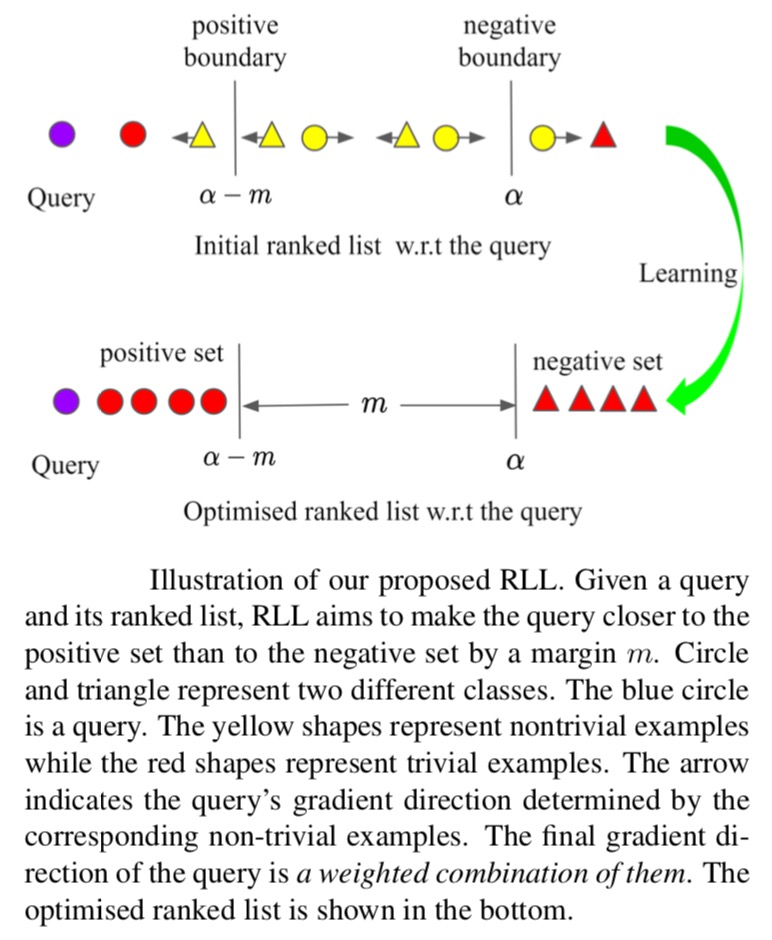 positive
boundary
negative
boundary
Query
α − m
α
Initial ranked list w.r.t the query
Learning
positive set
negative set
m
Query
α − m
α
Optimised ranked list w.r.t the query
Illustration of our proposed RLL. Given a query
and its ranked list, RLL aims to make the query closer to the
positive set than to the negative set by a margin m. Circle
and triangle represent two different classes. The blue circle
is a query. The yellow shapes represent nontrivial examples
while the red shapes represent trivial examples. The arrow
indicates the query's gradient direction determined by the
corresponding non-trivial examples. The final gradient di-
rection of the query is a weighted combination of them. The
optimised ranked list is shown in the bottom.